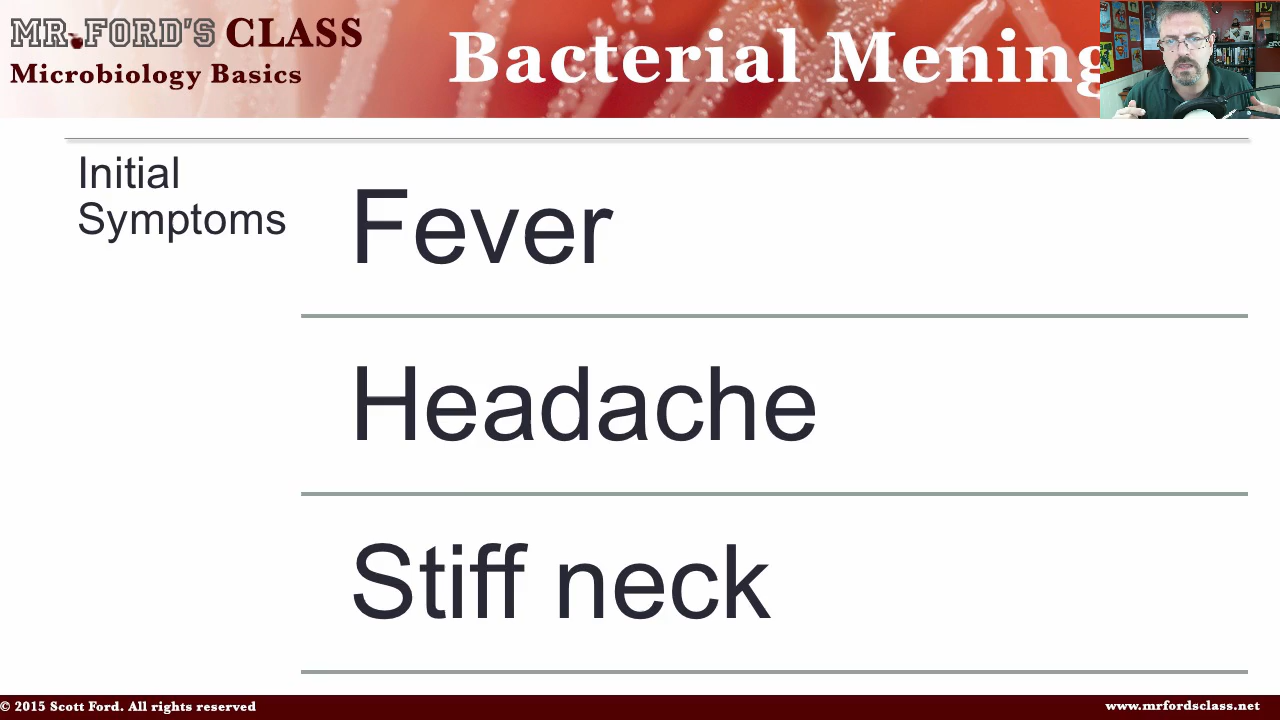 MR. FORD'S CLASS
Microbiology Basics
Bacterial Mening
Initial
Symptoms
Fever
Headache
Stiff neck
© 2015 Scott Ford. All rights reserved
www.mrfordsclass.net